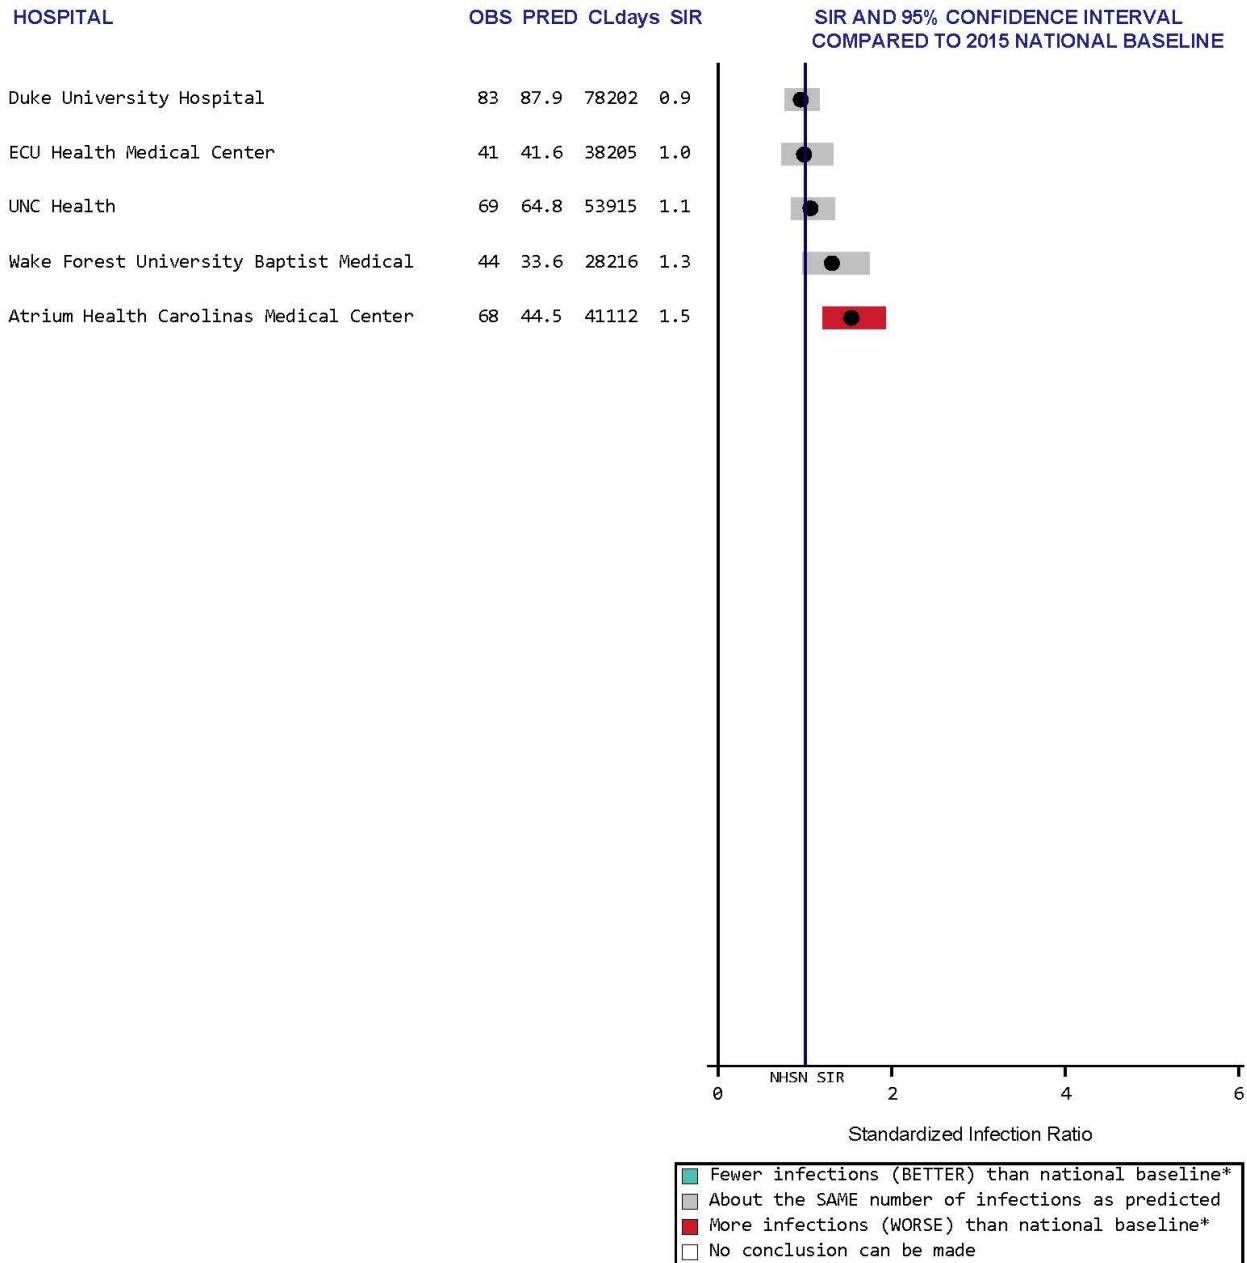 HOSPITAL OBS PRED CLdays SIR SIR AND 95% CONFIDENCE INTERVAL
COMPARED TO 2015 NATIONAL BASELINE
Duke University Hospital 83 87.9 78202 0.9
ECU Health Medical Center 41 41.6 38205 1.0
UNC Health 69 64.8 53915 1.1
Wake Forest University Baptist Medical 44 33.6 28216 1.3
Atrium Health Carolinas Medical Center 68 44.5 41112 1.5
NHSN SIR
0 2 4 6
Standardized Infection Ratio
Fewer infections (BETTER) than national baseline*
About the SAME number of infections as predicted
More infections (WORSE) than national baseline*
No conclusion can be made